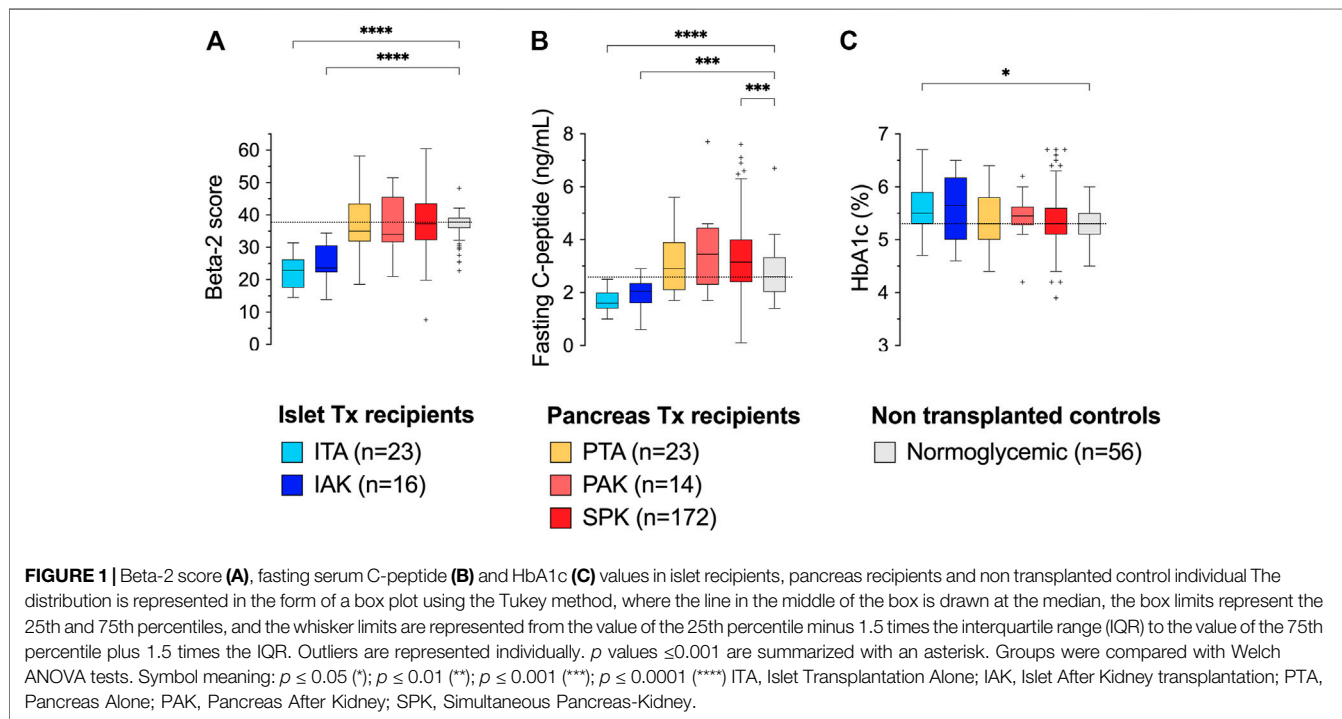 A
****
****
Beta-2 score
60
50
40
30
20
10
0
B
****
***
***
Fasting C-peptide (ng/mL)
8
6
4
2
0
C
*
HbA1c (%)
7
6
5
4
3
Islet Tx recipients
ITA (n=23)
IAK (n=16)
Pancreas Tx recipients
PTA (n=23)
PAK (n=14)
SPK (n=172)
Non transplanted controls
Normoglycemic (n=56)
FIGURE 1 | Beta-2 score (A), fasting serum C-peptide (B) and HbA1c (C) values in islet recipients, pancreas recipients and non transplanted control individual The
distribution is represented in the form of a box plot using the Tukey method, where the line in the middle of the box is drawn at the median, the box limits represent the
25th and 75th percentiles, and the whisker limits are represented from the value of the 25th percentile minus 1.5 times the interquartile range (IQR) to the value of the 75th
percentile plus 1.5 times the IQR. Outliers are represented individually. p values ≤0.001 are summarized with an asterisk. Groups were compared with Welch
ANOVA tests. Symbol meaning: p ≤ 0.05 (*); p ≤ 0.01 (**); p ≤ 0.001 (***); p ≤ 0.0001 (****) ITA, Islet Transplantation Alone; IAK, Islet After Kidney transplantation; PTA,
Pancreas Alone; PAK, Pancreas After Kidney; SPK, Simultaneous Pancreas-Kidney.